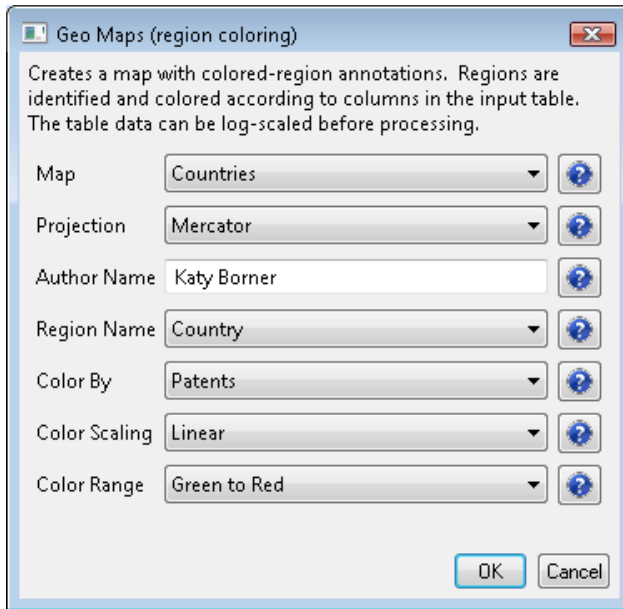 Geo Maps (region coloring)
Creates a map with colored-region annotations. Regions are
identified and colored according to columns in the input table.
The table data can be log-scaled before processing.
Map Countries
Projection Mercator
Author Name Katy Borner
Region Name Country
Color By Patents
Color Scaling Linear
Color Range Green to Red
OK Cancel